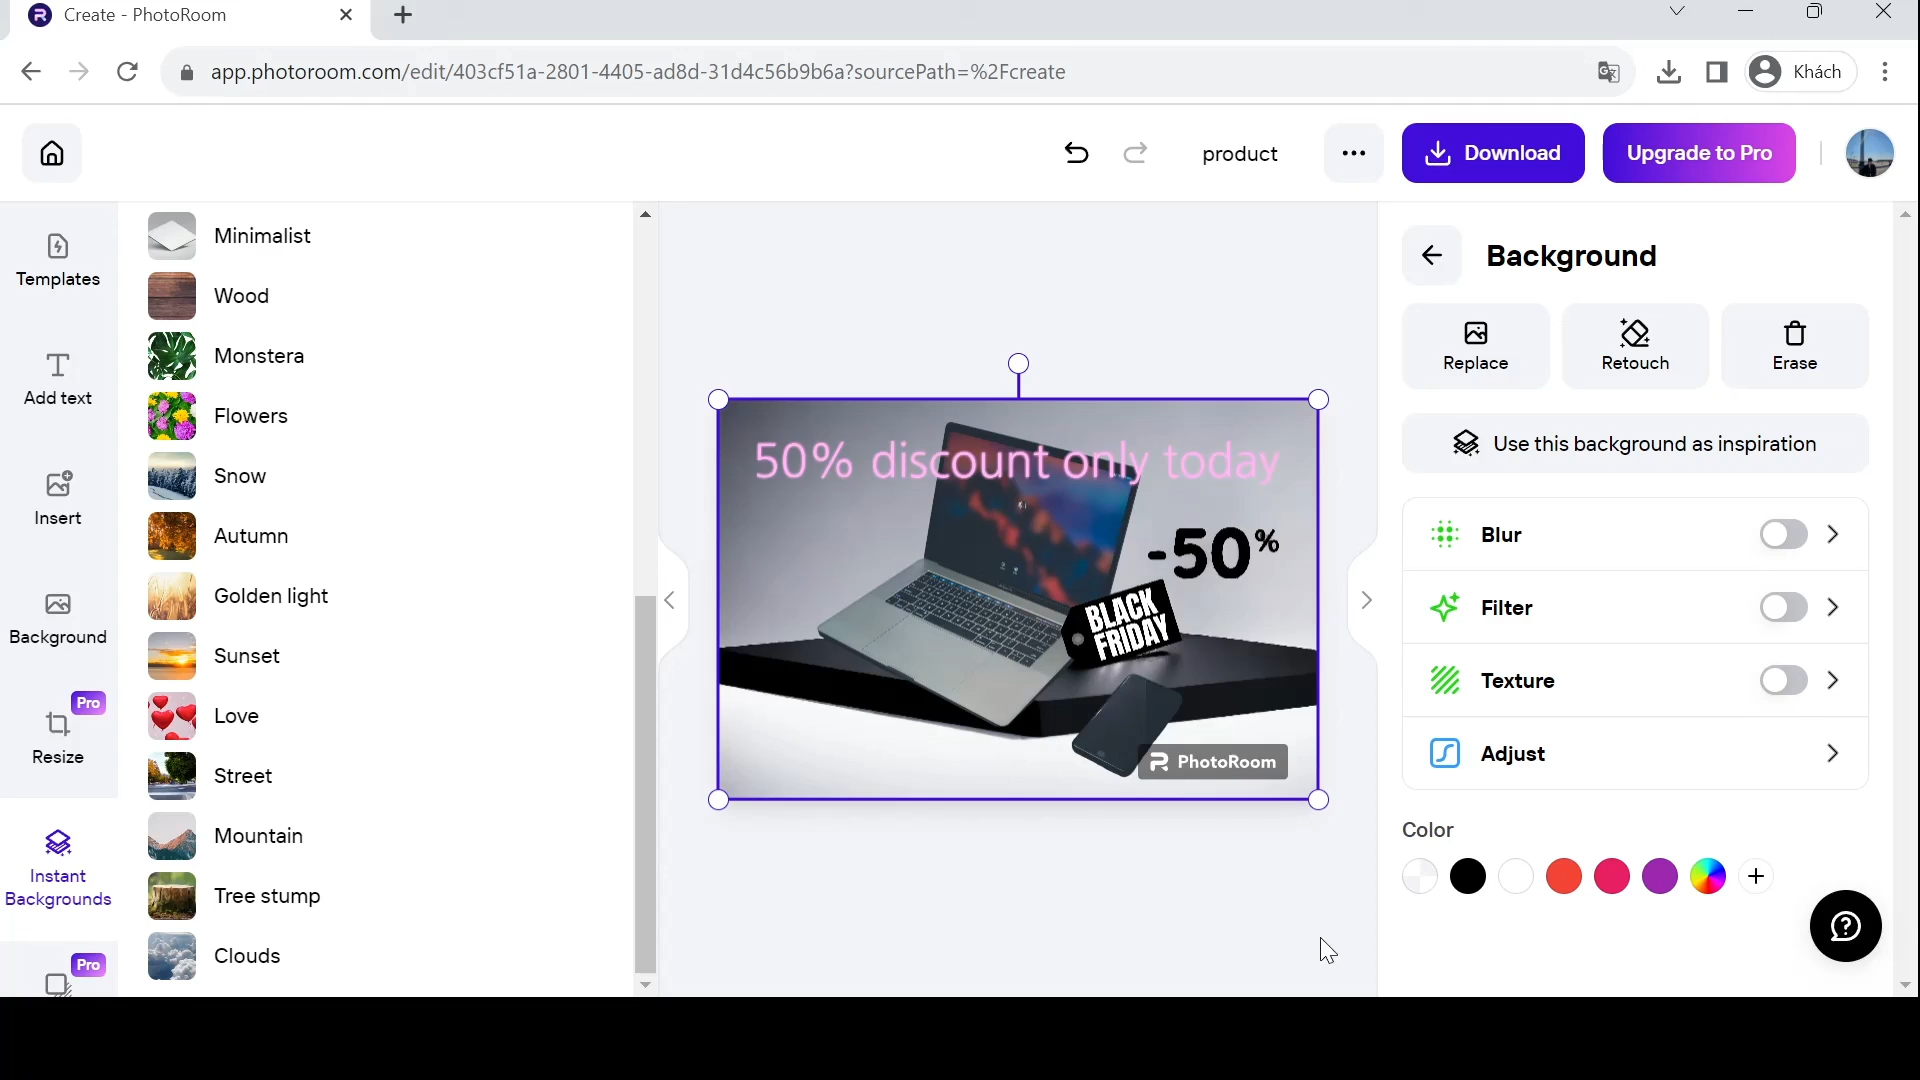 Create - PhotoRoom
app.photoroom.com/edit/403cf51a-2801-4405-ad8d-31d4c56b9b6a?sourcePath=%2Fcreate
Khách
product
Download
Upgrade to Pro
Templates
Add text
Insert
Background
Pro
Resize
Instant
Backgrounds
Pro
Minimalist
Wood
Monstera
Flowers
Snow
Autumn
Golden light
Sunset
Love
Street
Mountain
Tree stump
Clouds
50% discount only today
-50%
BLACK
FRIDAY
PhotoRoom
Background
Replace
Retouch
Erase
Use this background as inspiration
Blur
Filter
Texture
Adjust
Color